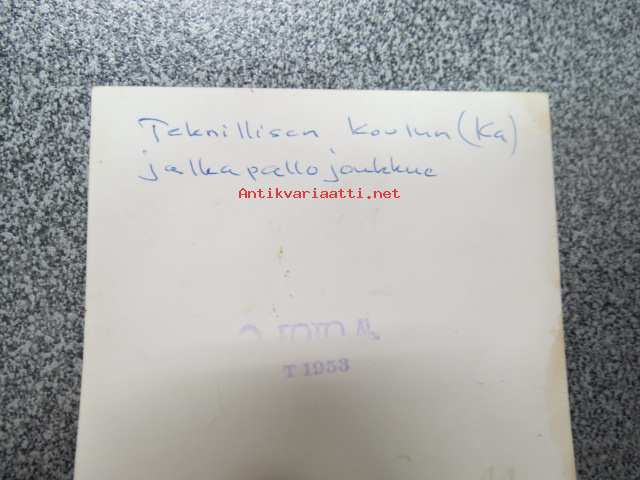 Teknillisen koulun (Ka)
jalkapallojoukkue
Antikvariaatti.net
T 1953